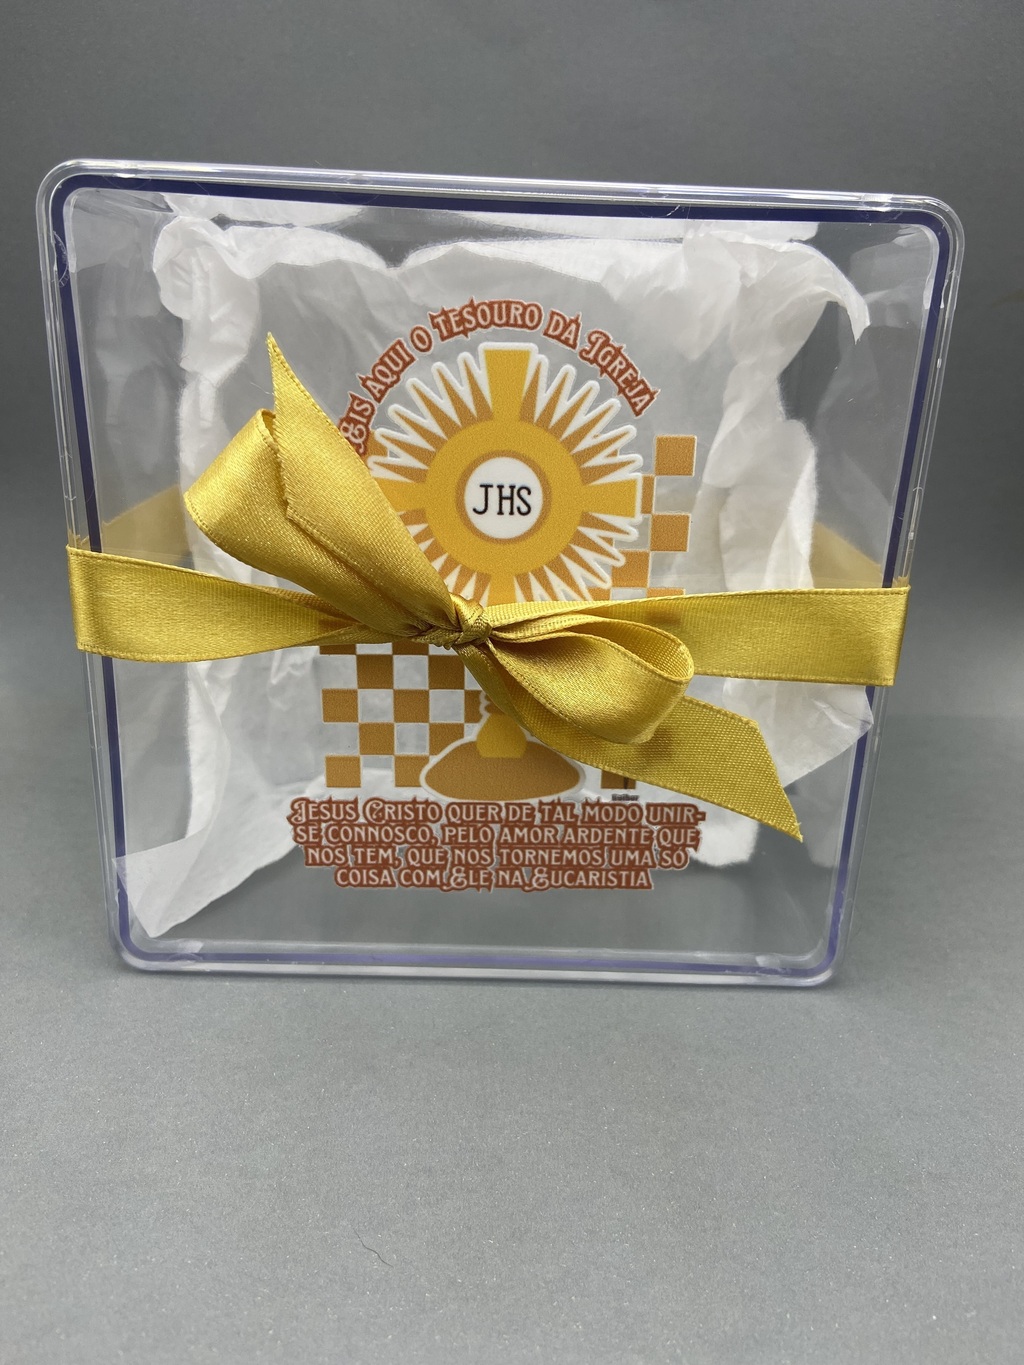 Eis aqui o tesouro da Igreja
JHS
Jesus Cristo quer de tal modo unir-
se connosco, pelo amor ardente que
nos tem, que nos tornemos uma só
coisa com Ele na Eucaristia